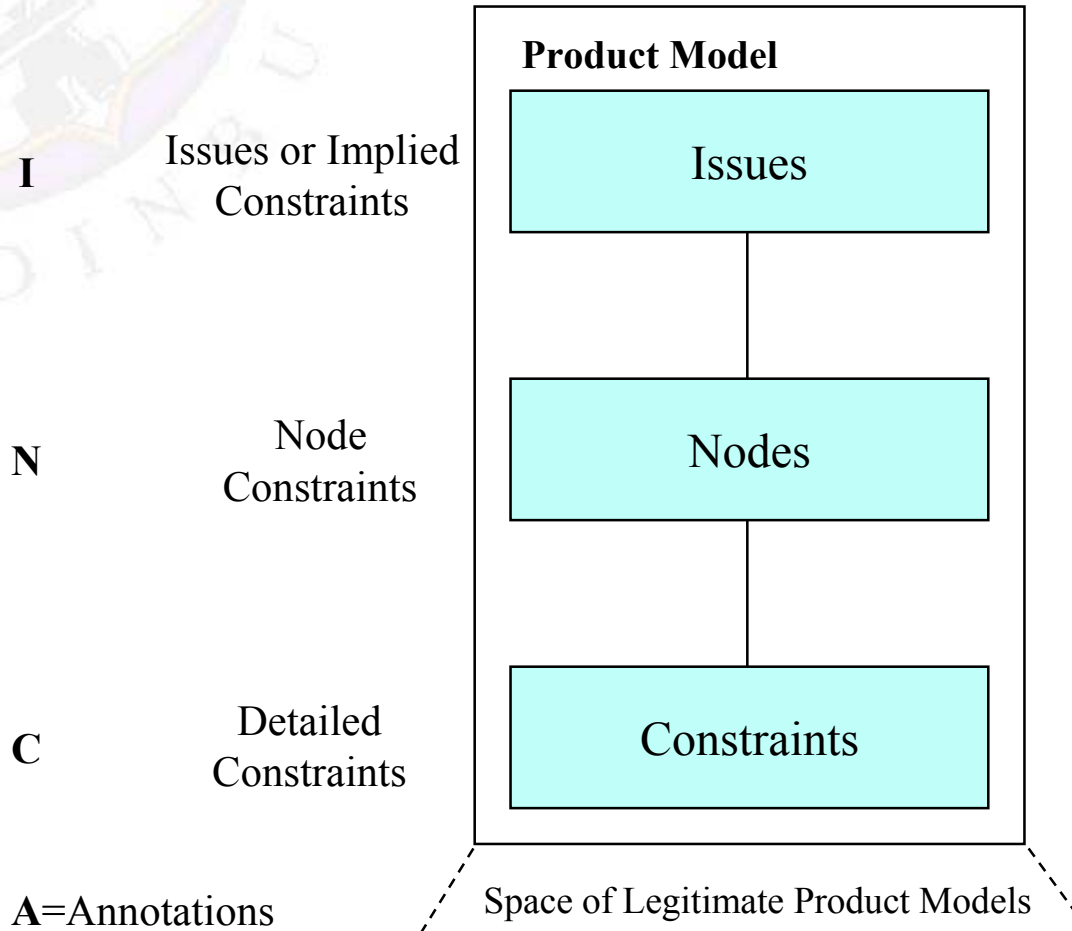 Product Model
I
Issues or Implied
Constraints
Issues
N
Node
Constraints
Nodes
C
Detailed
Constraints
Constraints
A=Annotations
Space of Legitimate Product Models